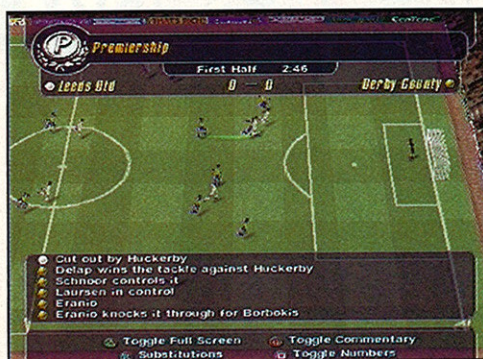 P
Premiership
First Half 2:46
Leeds Utd 0 - 0 Derby County
Cut out by Huckerby
Delap wins the tackle against Huckerby
Schnoor controls it
Laursen in control
Eranio
Eranio knocks it through for Borbokis
Toggle Full Screen Toggle Commentary
Substitutions Toggle Numbers